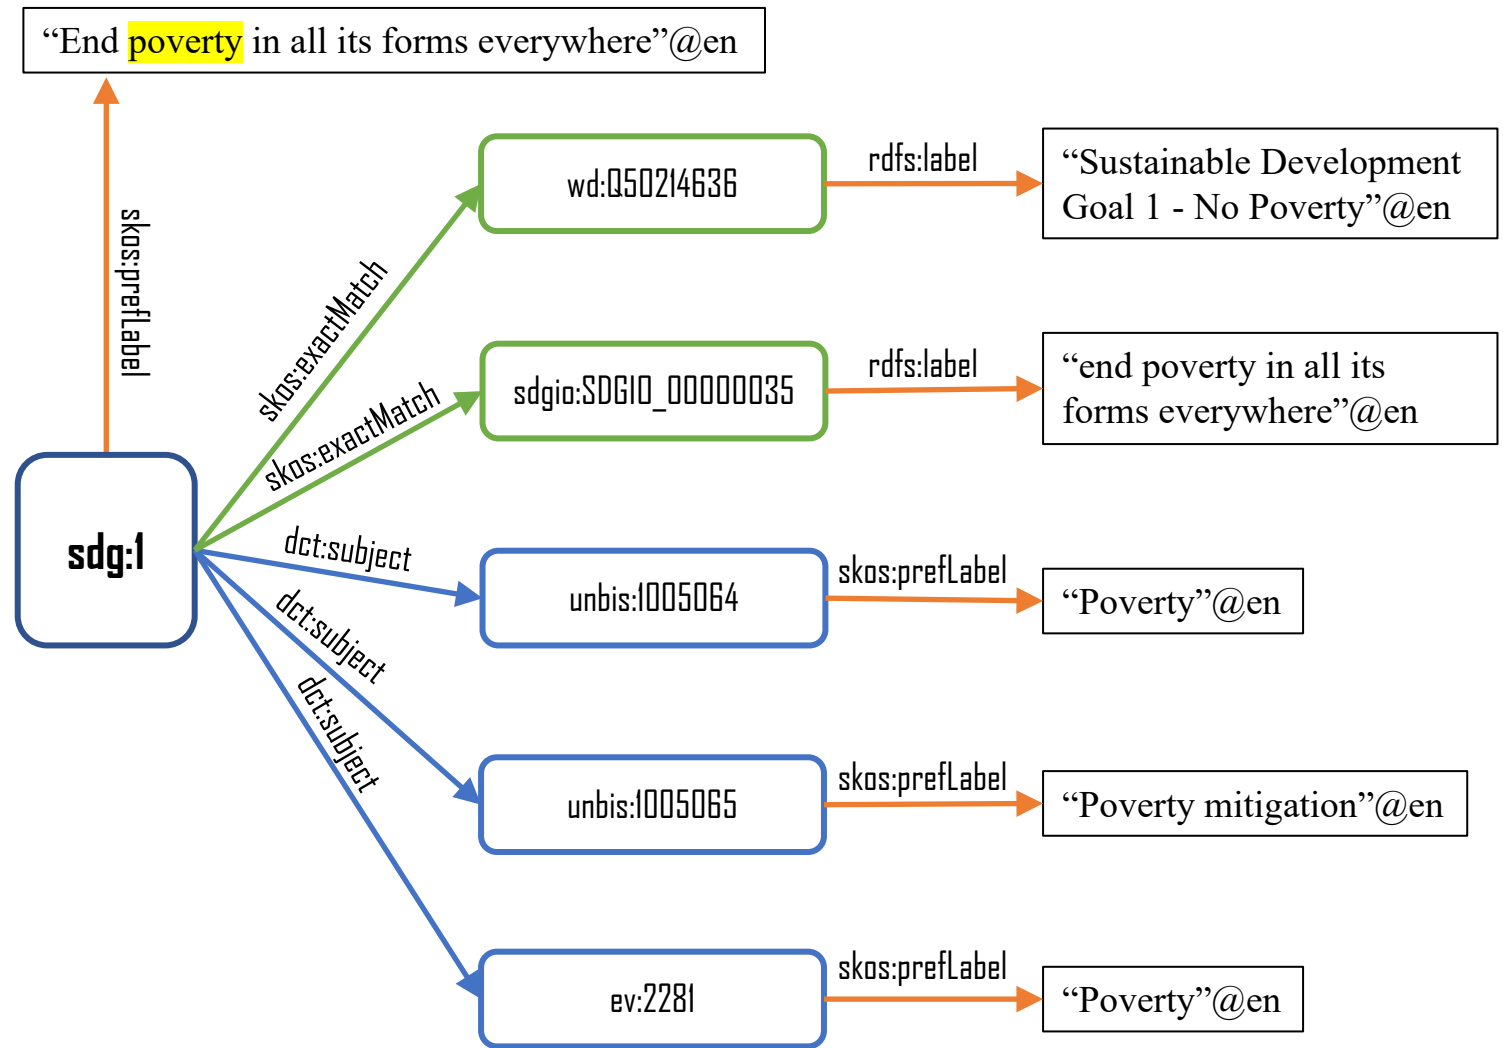 “End poverty in all its forms everywhere”@en
skos:prefLabel
skos:exactMatch
wd:Q50214636
rdfs:label
“Sustainable Development
Goal 1 - No Poverty”@en
skos:exactMatch
sdgio:SDGIO_00000035
rdfs:label
“end poverty in all its
forms everywhere”@en
sdg:1
dct:subject
unbis:1005064
skos:prefLabel
“Poverty”@en
dct:subject
unbis:1005065
skos:prefLabel
“Poverty mitigation”@en
dct:subject
ev:2281
skos:prefLabel
“Poverty”@en